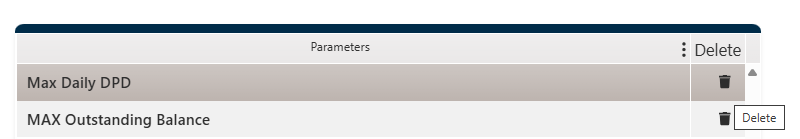 Parameters Delete
Max Daily DPD
MAX Outstanding Balance
Delete